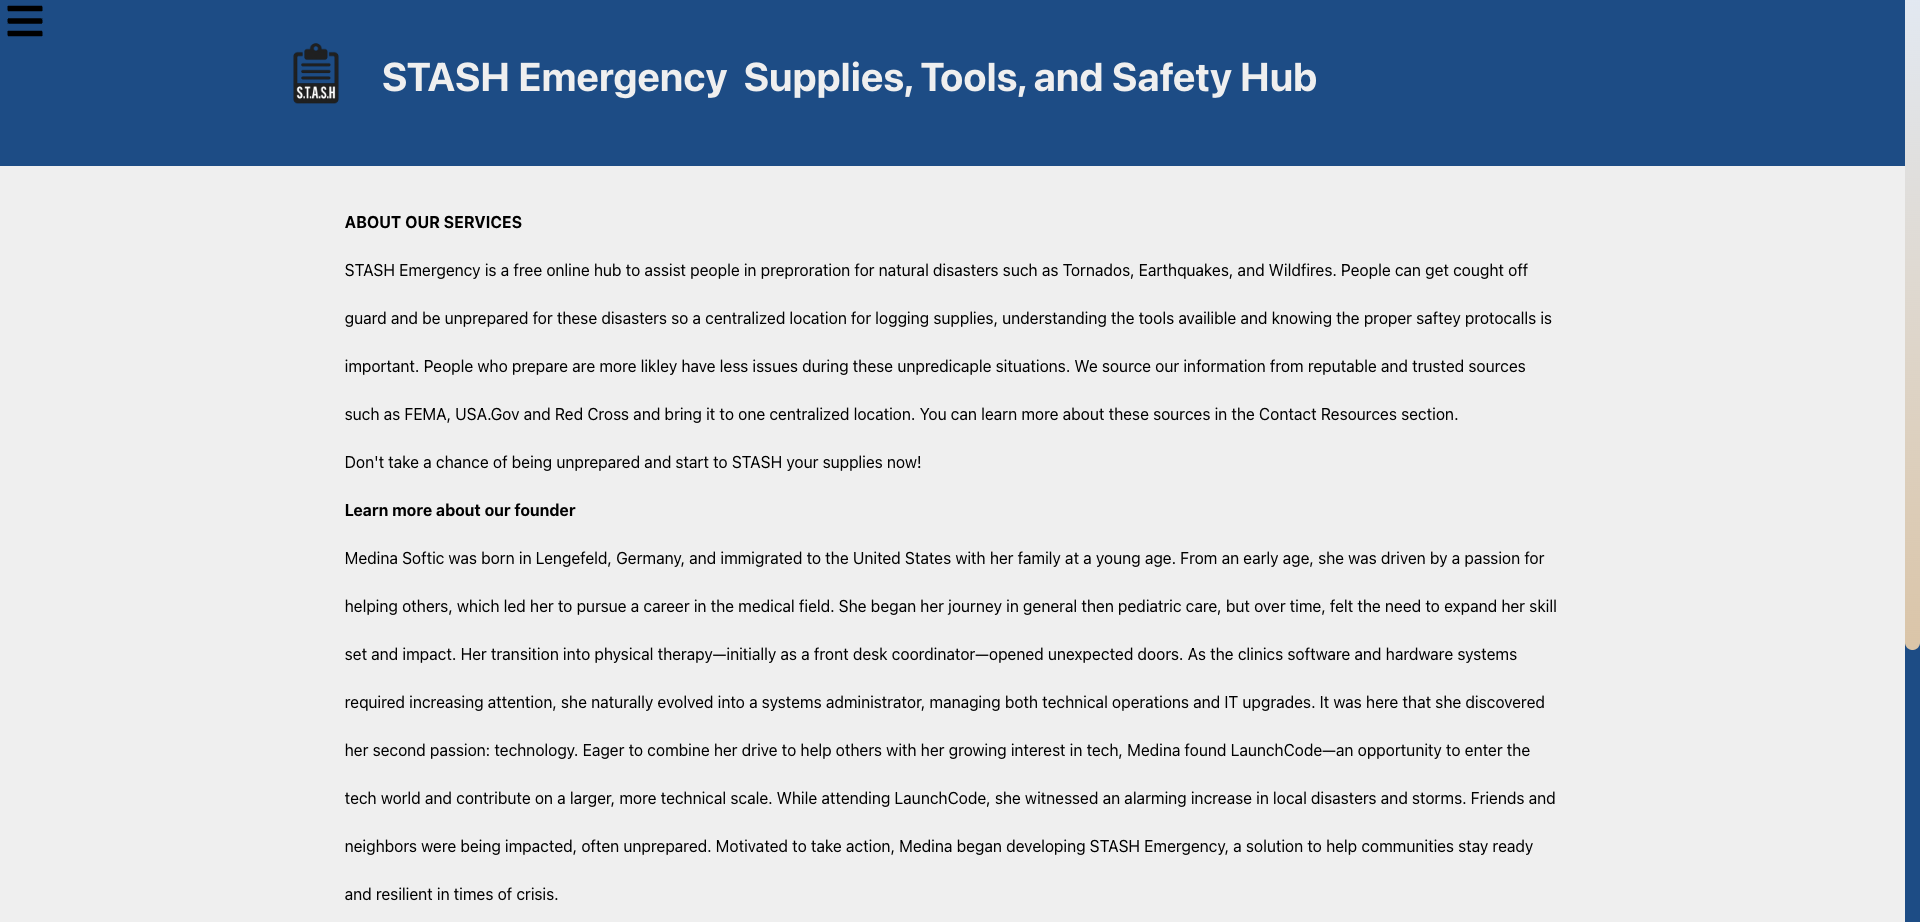 S.T.A.S.H
STASH Emergency  Supplies, Tools, and Safety Hub
ABOUT OUR SERVICES
STASH Emergency is a free online hub to assist people in preproration for natural disasters such as Tornados, Earthquakes, and Wildfires. People can get cought off
guard and be unprepared for these disasters so a centralized location for logging supplies, understanding the tools availible and knowing the proper saftey protocalls is
important. People who prepare are more likley have less issues during these unpredicaple situations. We source our information from reputable and trusted sources
such as FEMA, USA.Gov and Red Cross and bring it to one centralized location. You can learn more about these sources in the Contact Resources section.
Don't take a chance of being unprepared and start to STASH your supplies now!
Learn more about our founder
Medina Softic was born in Lengefeld, Germany, and immigrated to the United States with her family at a young age. From an early age, she was driven by a passion for
helping others, which led her to pursue a career in the medical field. She began her journey in general then pediatric care, but over time, felt the need to expand her skill
set and impact. Her transition into physical therapy—initially as a front desk coordinator—opened unexpected doors. As the clinics software and hardware systems
required increasing attention, she naturally evolved into a systems administrator, managing both technical operations and IT upgrades. It was here that she discovered
her second passion: technology. Eager to combine her drive to help others with her growing interest in tech, Medina found LaunchCode—an opportunity to enter the
tech world and contribute on a larger, more technical scale. While attending LaunchCode, she witnessed an alarming increase in local disasters and storms. Friends and
neighbors were being impacted, often unprepared. Motivated to take action, Medina began developing STASH Emergency, a solution to help communities stay ready
and resilient in times of crisis.